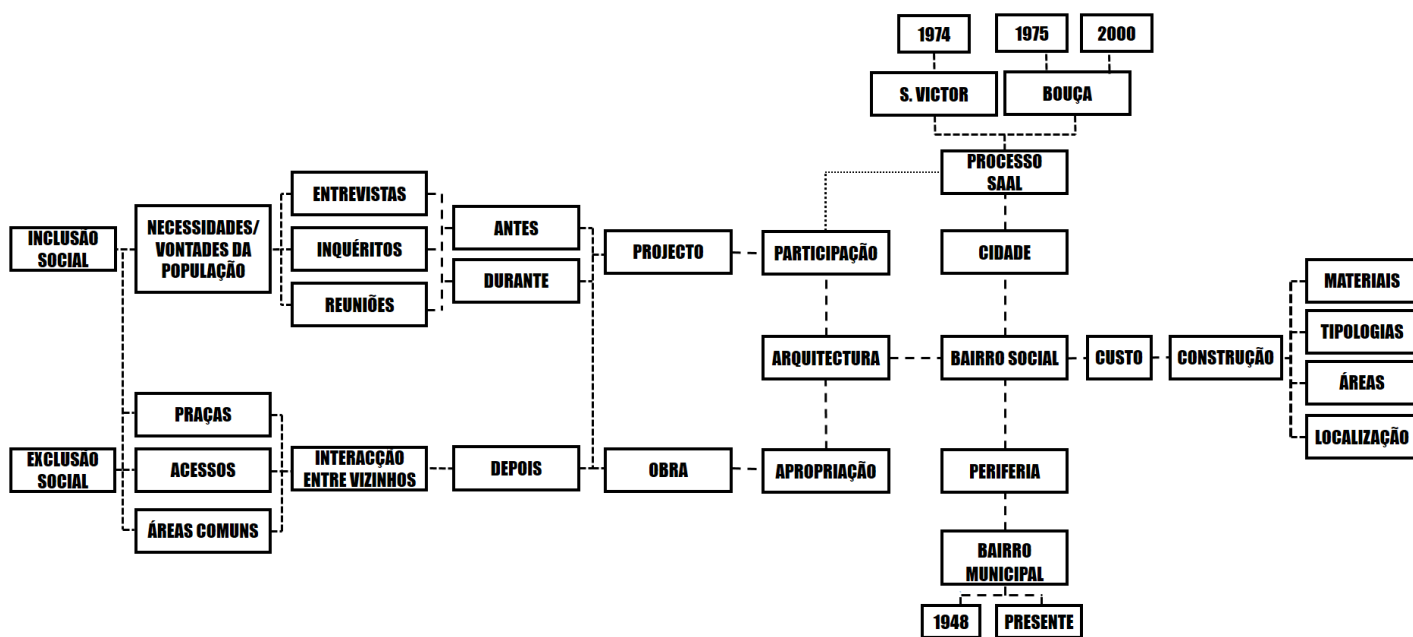 1974
1975
2000
S. VICTOR
BOUÇA
PROCESSO
SAAL
ENTREVISTAS
NECESSIDADES/
VONTADES DA
POPULAÇÃO
ANTES
INCLUSÃO
SOCIAL
INQUÉRITOS
PROJECTO
PARTICIPAÇÃO
CIDADE
DURANTE
MATERIAIS
REUNIÕES
TIPOLOGIAS
ARQUITECTURA
BAIRRO SOCIAL
CUSTO
CONSTRUÇÃO
ÁREAS
PRAÇAS
LOCALIZAÇÃO
EXCLUSÃO
SOCIAL
ACESSOS
INTERACÇÃO
ENTRE VIZINHOS
DEPOIS
OBRA
APROPRIAÇÃO
PERIFERIA
ÁREAS COMUNS
BAIRRO
MUNICIPAL
1948
PRESENTE